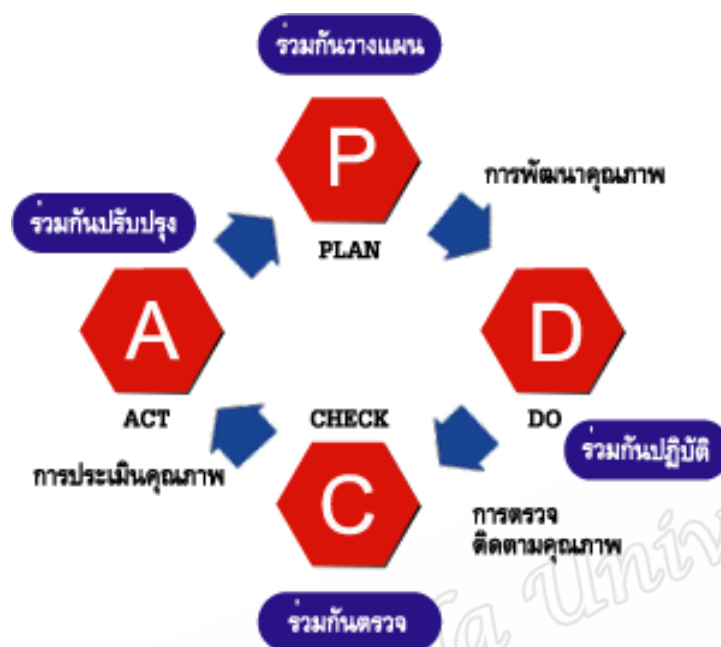 ร่วมกันวางแผน
P
PLAN
การพัฒนาคุณภาพ
ร่วมกันปรับปรุง
A
ACT
D
DO
ร่วมกันปฏิบัติ
CHECK
C
การประเมินคุณภาพ
การตรวจ
ติดตามคุณภาพ
ร่วมกันตรวจ